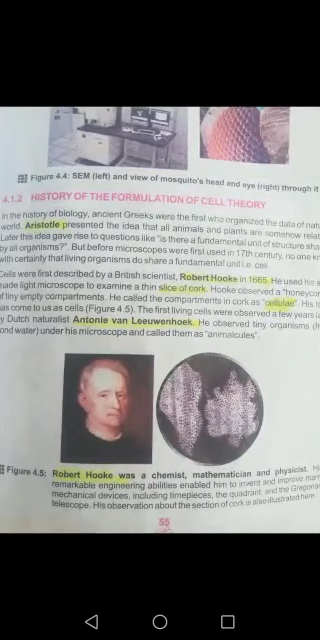 Figure 4.4: SEM (left) and view of mosquito's head and eye (right) through it
4.1.2 HISTORY OF THE FORMULATION OF CELL THEORY
In the history of biology, ancient Greeks were the first who organized the data of
world. Aristotle presented the idea that all animals and plants are somehow
Later this idea gave rise to questions like "is there a fundamental unit of structure
by all organisms?". But before microscopes were first used in 17th century, no one
with certainty that living organisms do share a fundamental unit i.e. cell
Cells were first described by a British scientist, Robert Hooke in 1665. He used his
made light microscope to examine a thin slice of cork. Hooke observed a
of tiny empty compartments. He called the compartments in cork as "cellulae". His
has come to us as cells (Figure 4.5). The first living cells were observed a few years
by Dutch naturalist Antonie van Leeuwenhoek. He observed tiny organisms
pond water) under his microscope and called them as "animalcules".
Figure 4.5: Robert Hooke was a chemist, mathematician and physicist.
remarkable engineering abilities enabled him to invent and improve
mechanical devices, including timepieces, the quadrant, and the
telescope. His observation about the section of cork is also illustrated here.
55